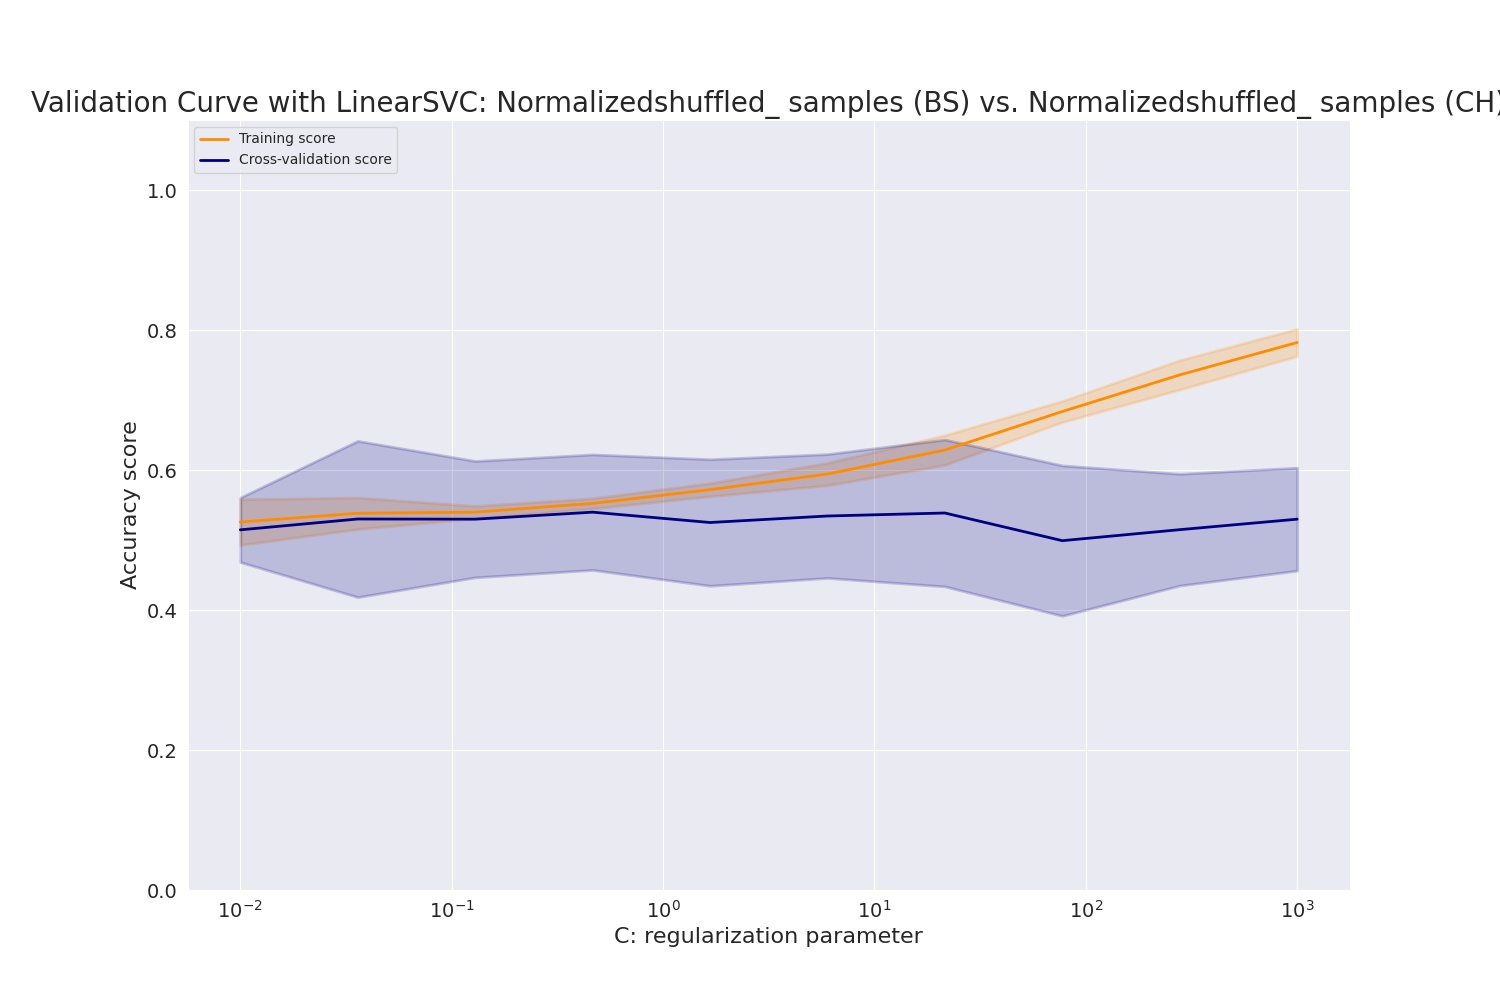 Validation Curve with LinearSVC: Normalizedshuffled_ samples (BS) vs. Normalizedshuffled_ samples (CH)
Training score
Cross-validation score
1.0
0.8
0.6
0.4
0.2
0.0
Accuracy score
10⁻² 10⁻¹ 10⁰ 10¹ 10² 10³
C: regularization parameter